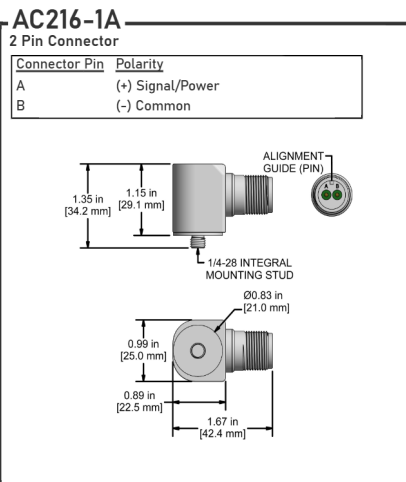 AC216-1A
2 Pin Connector
Connector Pin Polarity
A (+) Signal/Power
B (-) Common
ALIGNMENT
GUIDE (PIN)
A B
1.35 in
[34.2 mm]
1.15 in
[29.1 mm]
1/4-28 INTEGRAL
MOUNTING STUD
Ø0.83 in
[21.0 mm]
0.99 in
[25.0 mm]
0.89 in
[22.5 mm]
1.67 in
[42.4 mm]